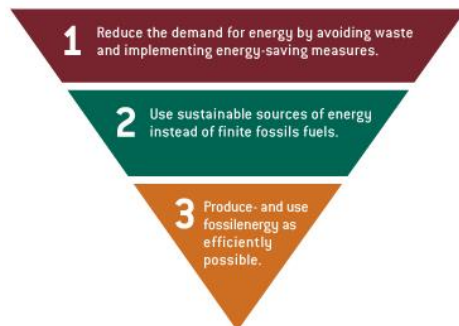 1
Reduce the demand for energy by avoiding waste
and implementing energy-saving measures.
2
Use sustainable sources of energy
instead of finite fossils fuels.
3
Produce- and use
fossilenergy as
efficiently
possible.